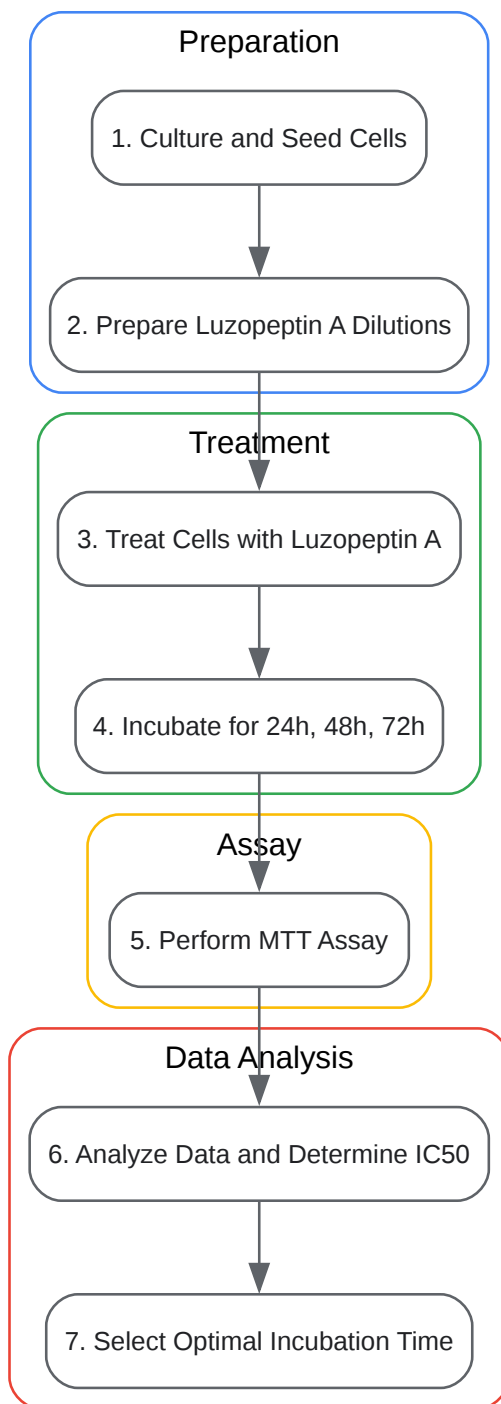 Preparation
1. Culture and Seed Cells
2. Prepare Luzopeptin A Dilutions
Treatment
3. Treat Cells with Luzopeptin A
4. Incubate for 24h, 48h, 72h
Assay
5. Perform MTT Assay
Data Analysis
6. Analyze Data and Determine IC50
7. Select Optimal Incubation Time